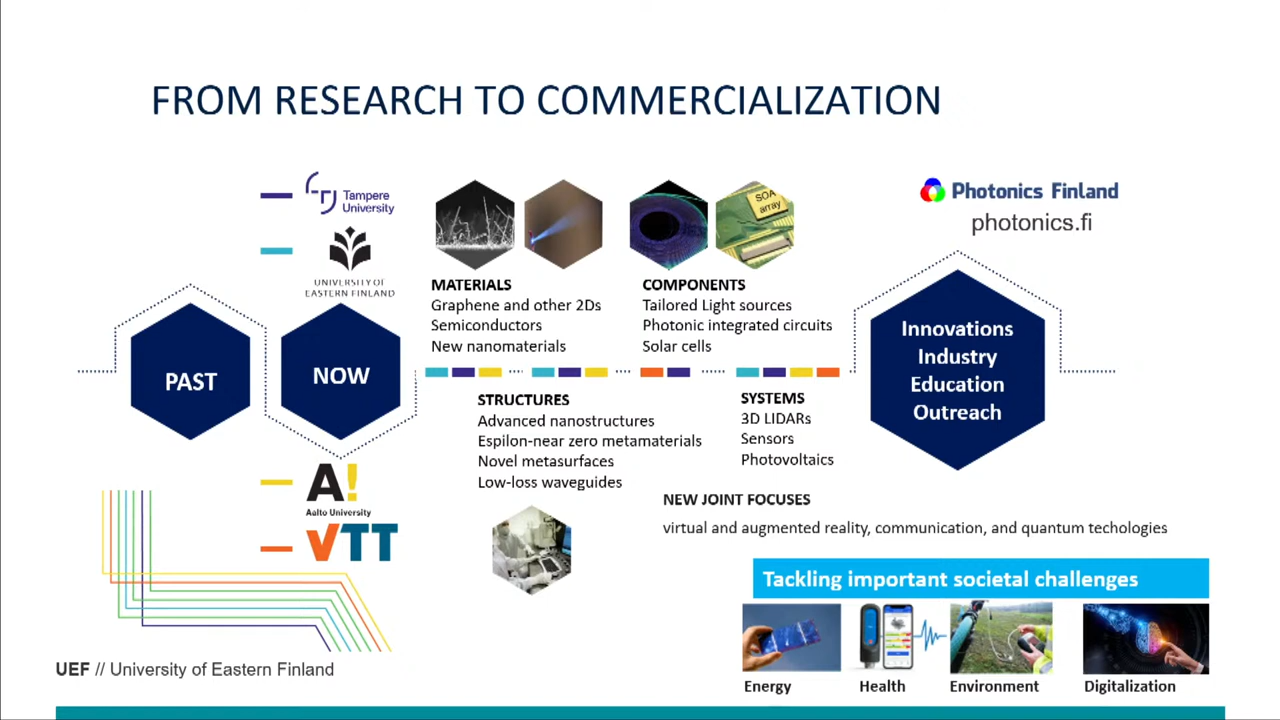 FROM RESEARCH TO COMMERCIALIZATION
Tampere
University
UNIVERSITY OF
EASTERN FINLAND
SOA
array
Photonics Finland
photonics.fi
MATERIALS
Graphene and other 2Ds
Semiconductors
New nanomaterials
COMPONENTS
Tailored Light sources
Photonic integrated circuits
Solar cells
PAST
NOW
Innovations
Industry
Education
Outreach
STRUCTURES
Advanced nanostructures
Espilon-near zero metamaterials
Novel metasurfaces
Low-loss waveguides
SYSTEMS
3D LIDARs
Sensors
Photovoltaics
A!
Aalto University
VTT
NEW JOINT FOCUSES
virtual and augmented reality, communication, and quantum techologies
Tackling important societal challenges
Energy
Health
Environment
Digitalization
UEF // University of Eastern Finland